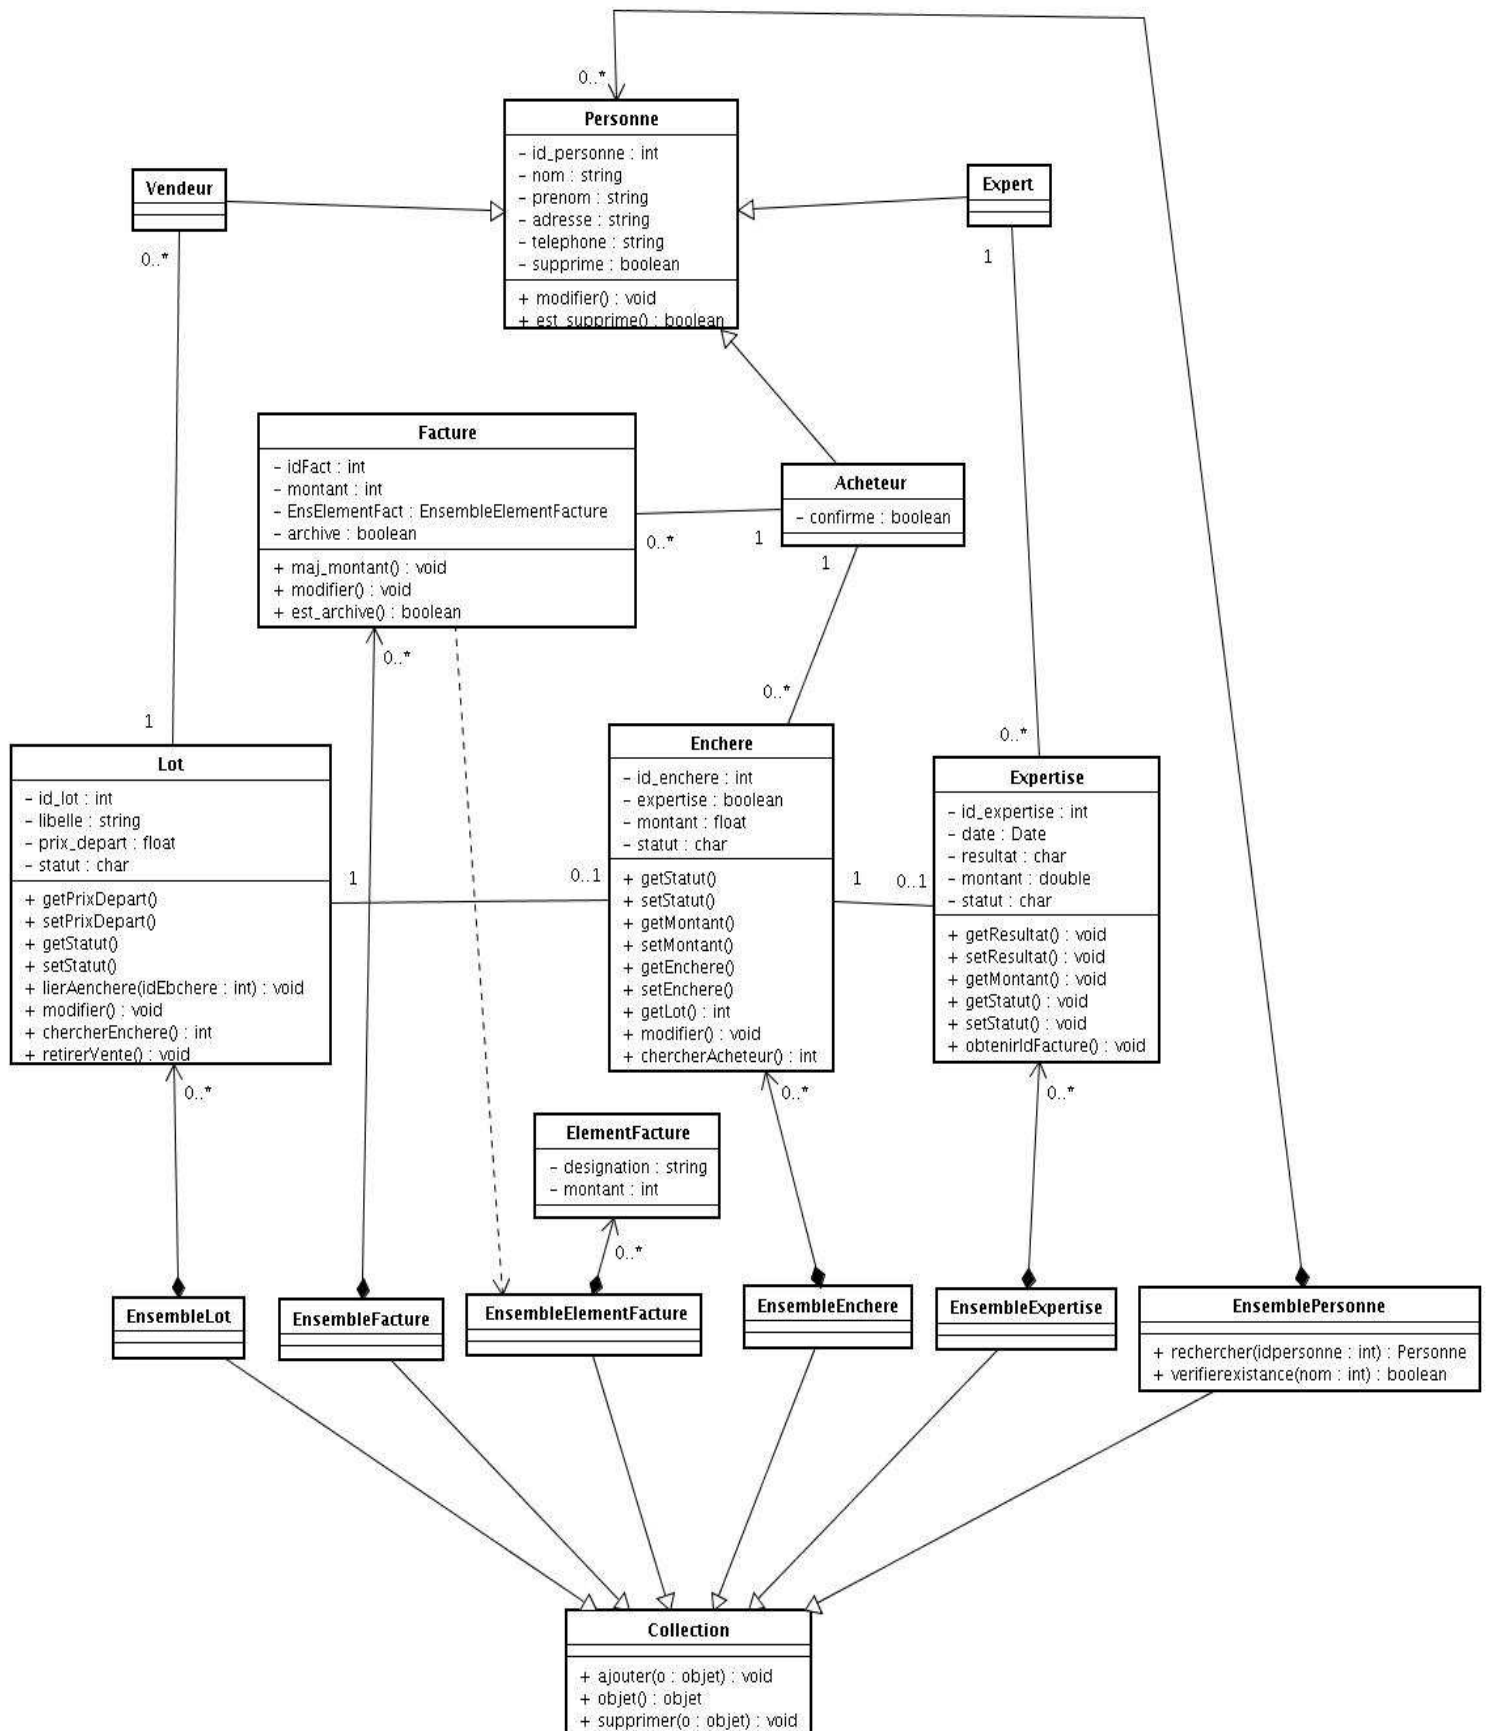 0..*
Personne
- id_personne : int
- nom : string
- prenom : string
- adresse : string
- telephone : string
- supprime : boolean
+ modifier() : void
+ est_supprime() : boolean
Vendeur
0..*
Expert
1
Facture
- idFact : int
- montant : int
- EnsElementFact : EnsembleElementFacture
- archive : boolean
+ maj_montant() : void
+ modifier() : void
+ est_archive() : boolean
0..*
1
Acheteur
- confirme : boolean
1
0..*
0..*
1
0..*
Lot
- id_lot : int
- libelle : string
- prix_depart : float
- statut : char
+ getPrixDepart()
+ setPrixDepart()
+ getStatut()
+ setStatut()
+ lierAenchere(idEbchere : int) : void
+ modifier() : void
+ chercherEnchere() : int
+ retirerVente() : void
1
0..1
Enchere
- id_enchere : int
- expertise : boolean
- montant : float
- statut : char
+ getStatut()
+ setStatut()
+ getMontant()
+ setMontant()
+ getEnchere()
+ setEnchere()
+ getLot() : int
+ modifier() : void
+ chercherAcheteur() : int
1
0..1
Expertise
- id_expertise : int
- date : Date
- resultat : char
- montant : double
- statut : char
+ getResultat() : void
+ setResultat() : void
+ getMontant() : void
+ getStatut() : void
+ setStatut() : void
+ obtenirIdFacture() : void
0..*
0..*
0..*
ElementFacture
- designation : string
- montant : int
0..*
EnsembleLot
EnsembleFacture
EnsembleElementFacture
EnsembleEnchere
EnsembleExpertise
EnsemblePersonne
+ rechercher(idpersonne : int) : Personne
+ verifierexistance(nom : int) : boolean
Collection
+ ajouter(o : objet) : void
+ objet() : objet
+ supprimer(o : objet) : void